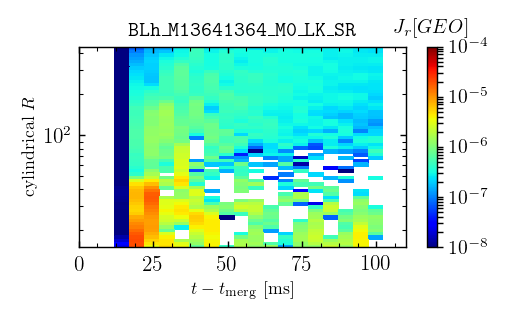 BLh_M13641364_M0_LK_SR
J_r[GEO]
cylindrical R
10^2
0 25 50 75 100
t − t_merg [ms]
10^−4
10^−5
10^−6
10^−7
10^−8